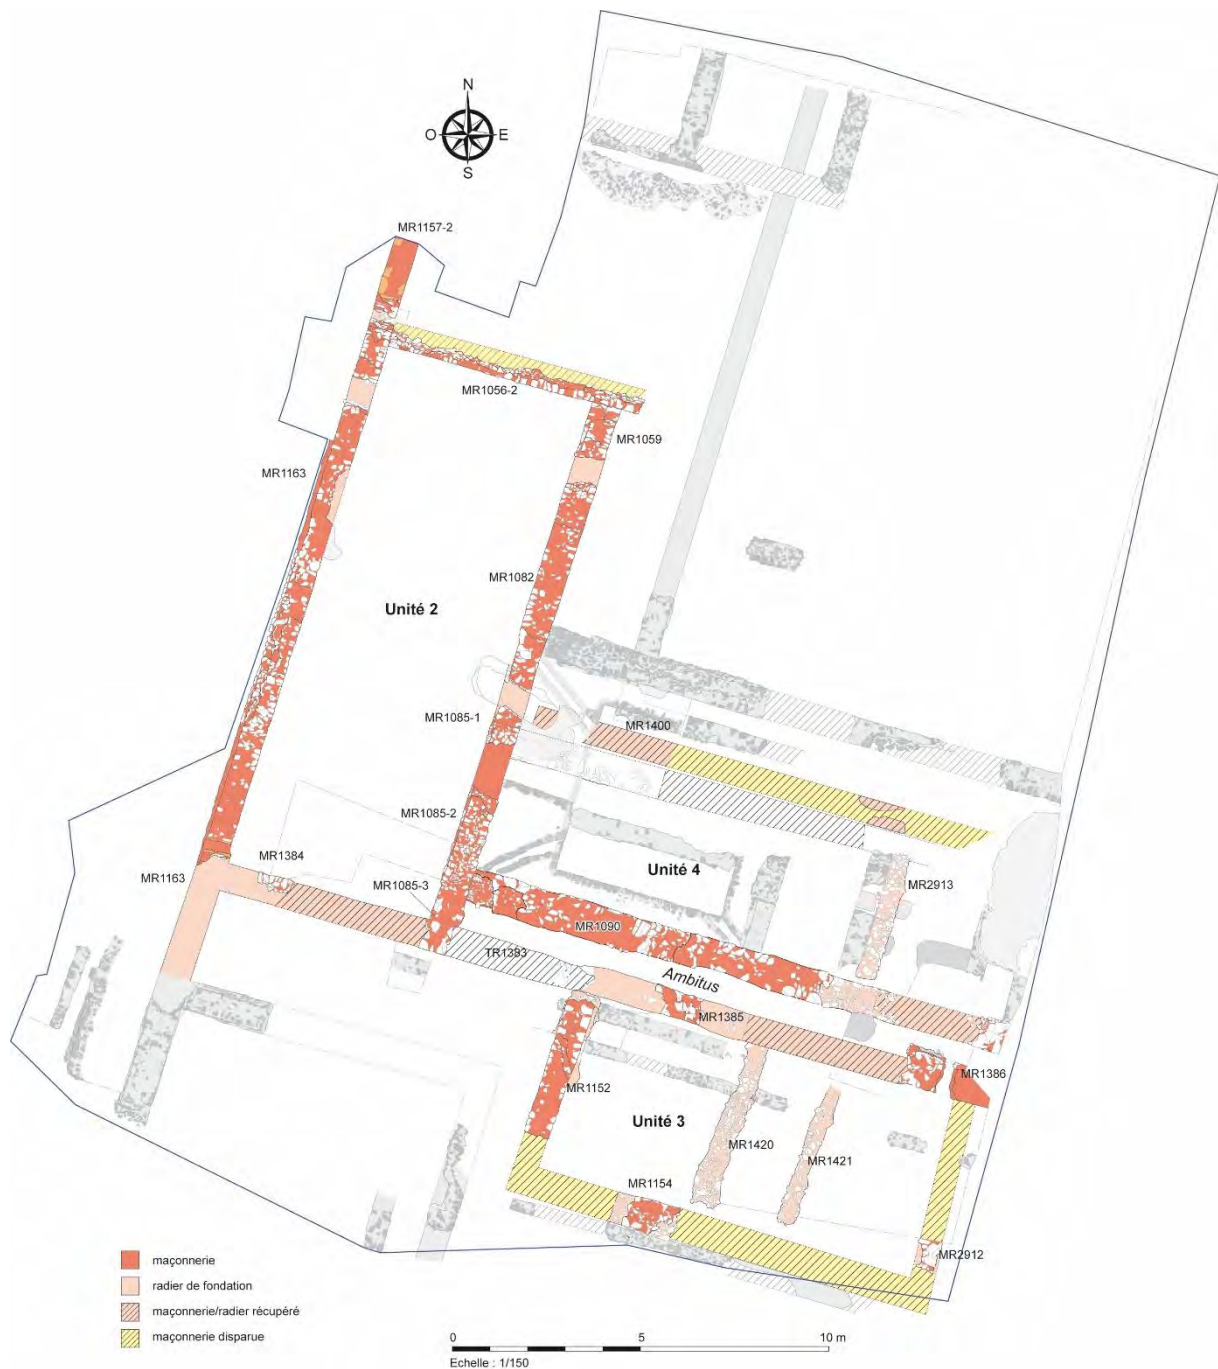 N
O E
S
MR1157-2
MR1056-2
MR1059
MR1163
MR1082
Unité 2
MR1085-1
MR1400
MR1085-2
MR1384
Unité 4
MR1163
MR1085-3
MR2913
MR1090
TR1383
Ambitus
MR1385
MR1386
MR1152
Unité 3
MR1420
MR1421
MR1154
MR2912
maçonnerie
radier de fondation
maçonnerie/radier récupéré
maçonnerie disparue
0 5 10 m
Echelle : 1/150